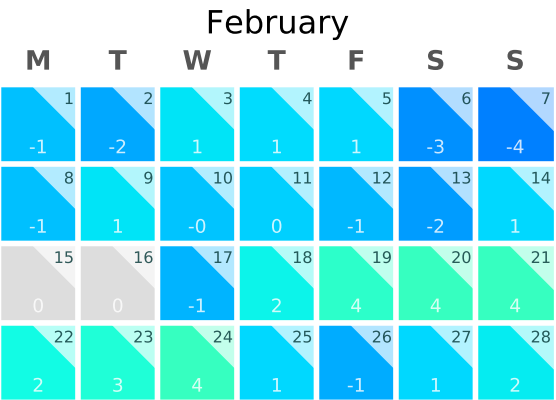 February
M T W T F S S
1 2 3 4 5 6 7
-1 -2 1 1 1 -3 -4
8 9 10 11 12 13 14
-1 1 -0 0 -1 -2 1
15 16 17 18 19 20 21
0 0 -1 2 4 4 4
22 23 24 25 26 27 28
2 3 4 1 -1 1 2